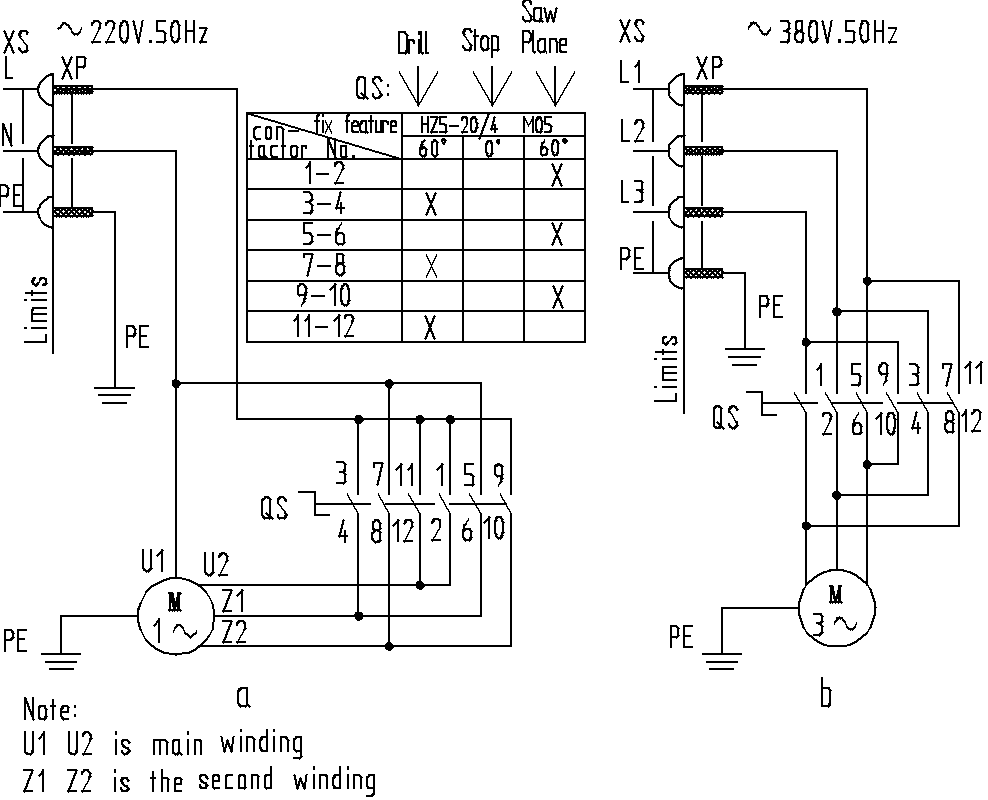 XS ~ 220V.50Hz
L XP
N
PE
Limits
PE
Drill Stop Saw Plane
QS:
fix feature HZ5-20/4 M05
contactor No. 60° 0° 60°
1-2 X
3-4 X
5-6 X
7-8 X
9-10 X
11-12 X
3 7 11 1 5 9
QS
4 8 12 2 6 10
U1 U2
M Z1
1 ~ Z2
PE
a
XS ~ 380V.50Hz
L1 XP
L2
L3
PE
PE
Limits
1 5 9 3 7 11
QS
2 6 10 4 8 12
M
3 ~
PE
b
Note:
U1 U2 is main winding
Z1 Z2 is the second winding